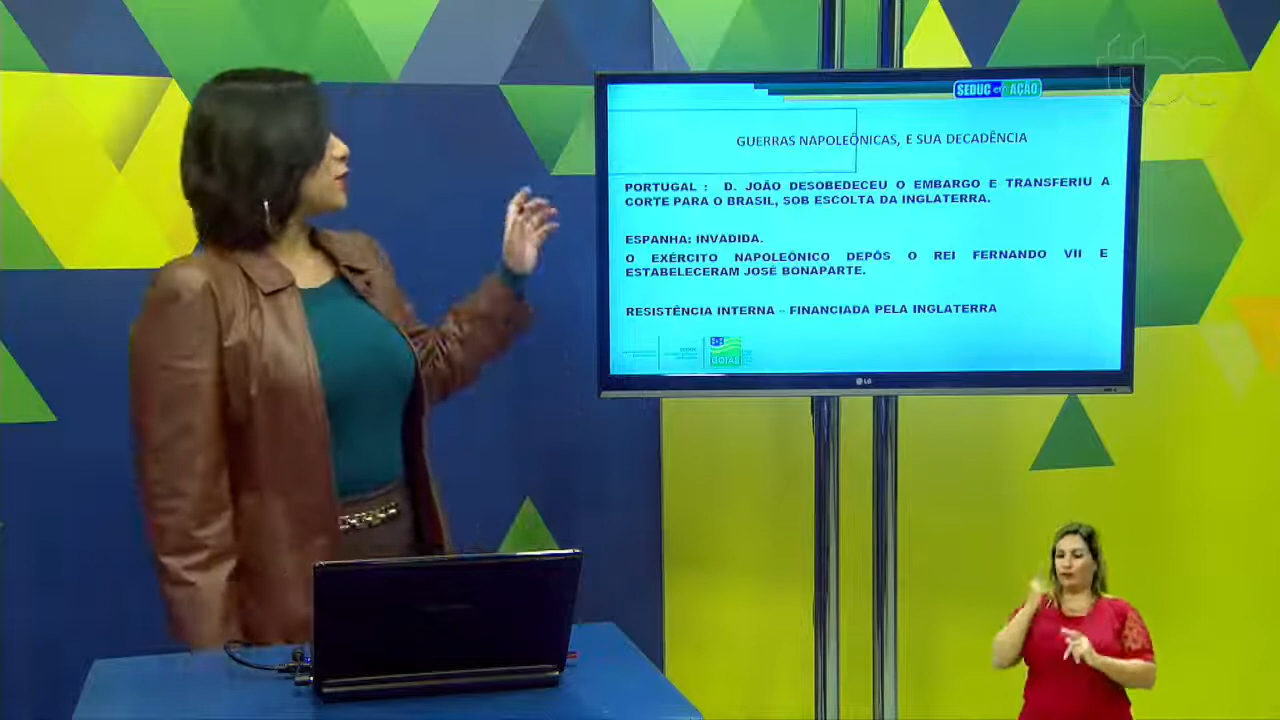 tbc
SEDUC em AÇÃO
GUERRAS NAPOLEÔNICAS, E SUA DECADÊNCIA
PORTUGAL : D. JOÃO DESOBEDECEU O EMBARGO E TRANSFERIU A
CORTE PARA O BRASIL, SOB ESCOLTA DA INGLATERRA.
ESPANHA: INVADIDA.
O EXÉRCITO NAPOLEÔNICO DEPÔS O REI FERNANDO VII E
ESTABELECERAM JOSÉ BONAPARTE.
RESISTÊNCIA INTERNA – FINANCIADA PELA INGLATERRA
GOIÁS
LG